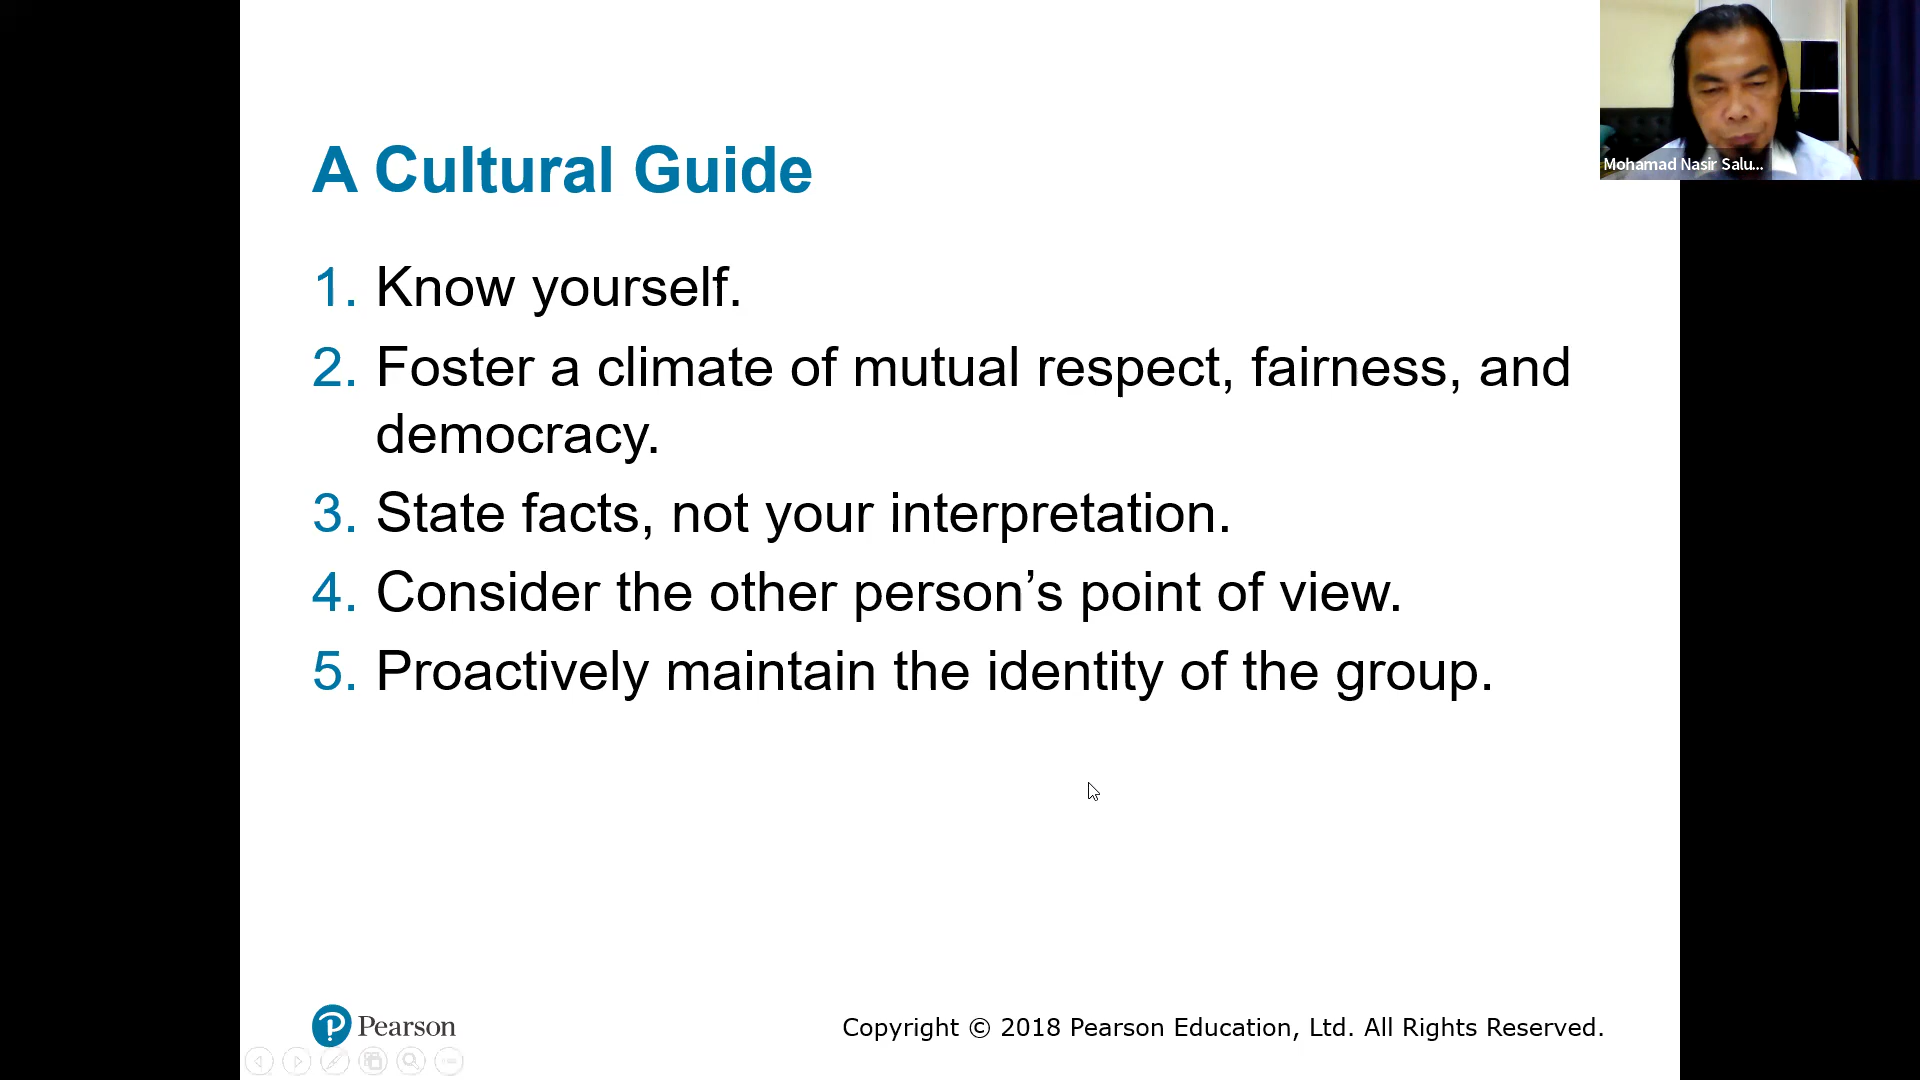 Mohamad Nasir Salu...
A Cultural Guide
1. Know yourself.
2. Foster a climate of mutual respect, fairness, and
democracy.
3. State facts, not your interpretation.
4. Consider the other person’s point of view.
5. Proactively maintain the identity of the group.
Pearson
Copyright © 2018 Pearson Education, Ltd. All Rights Reserved.